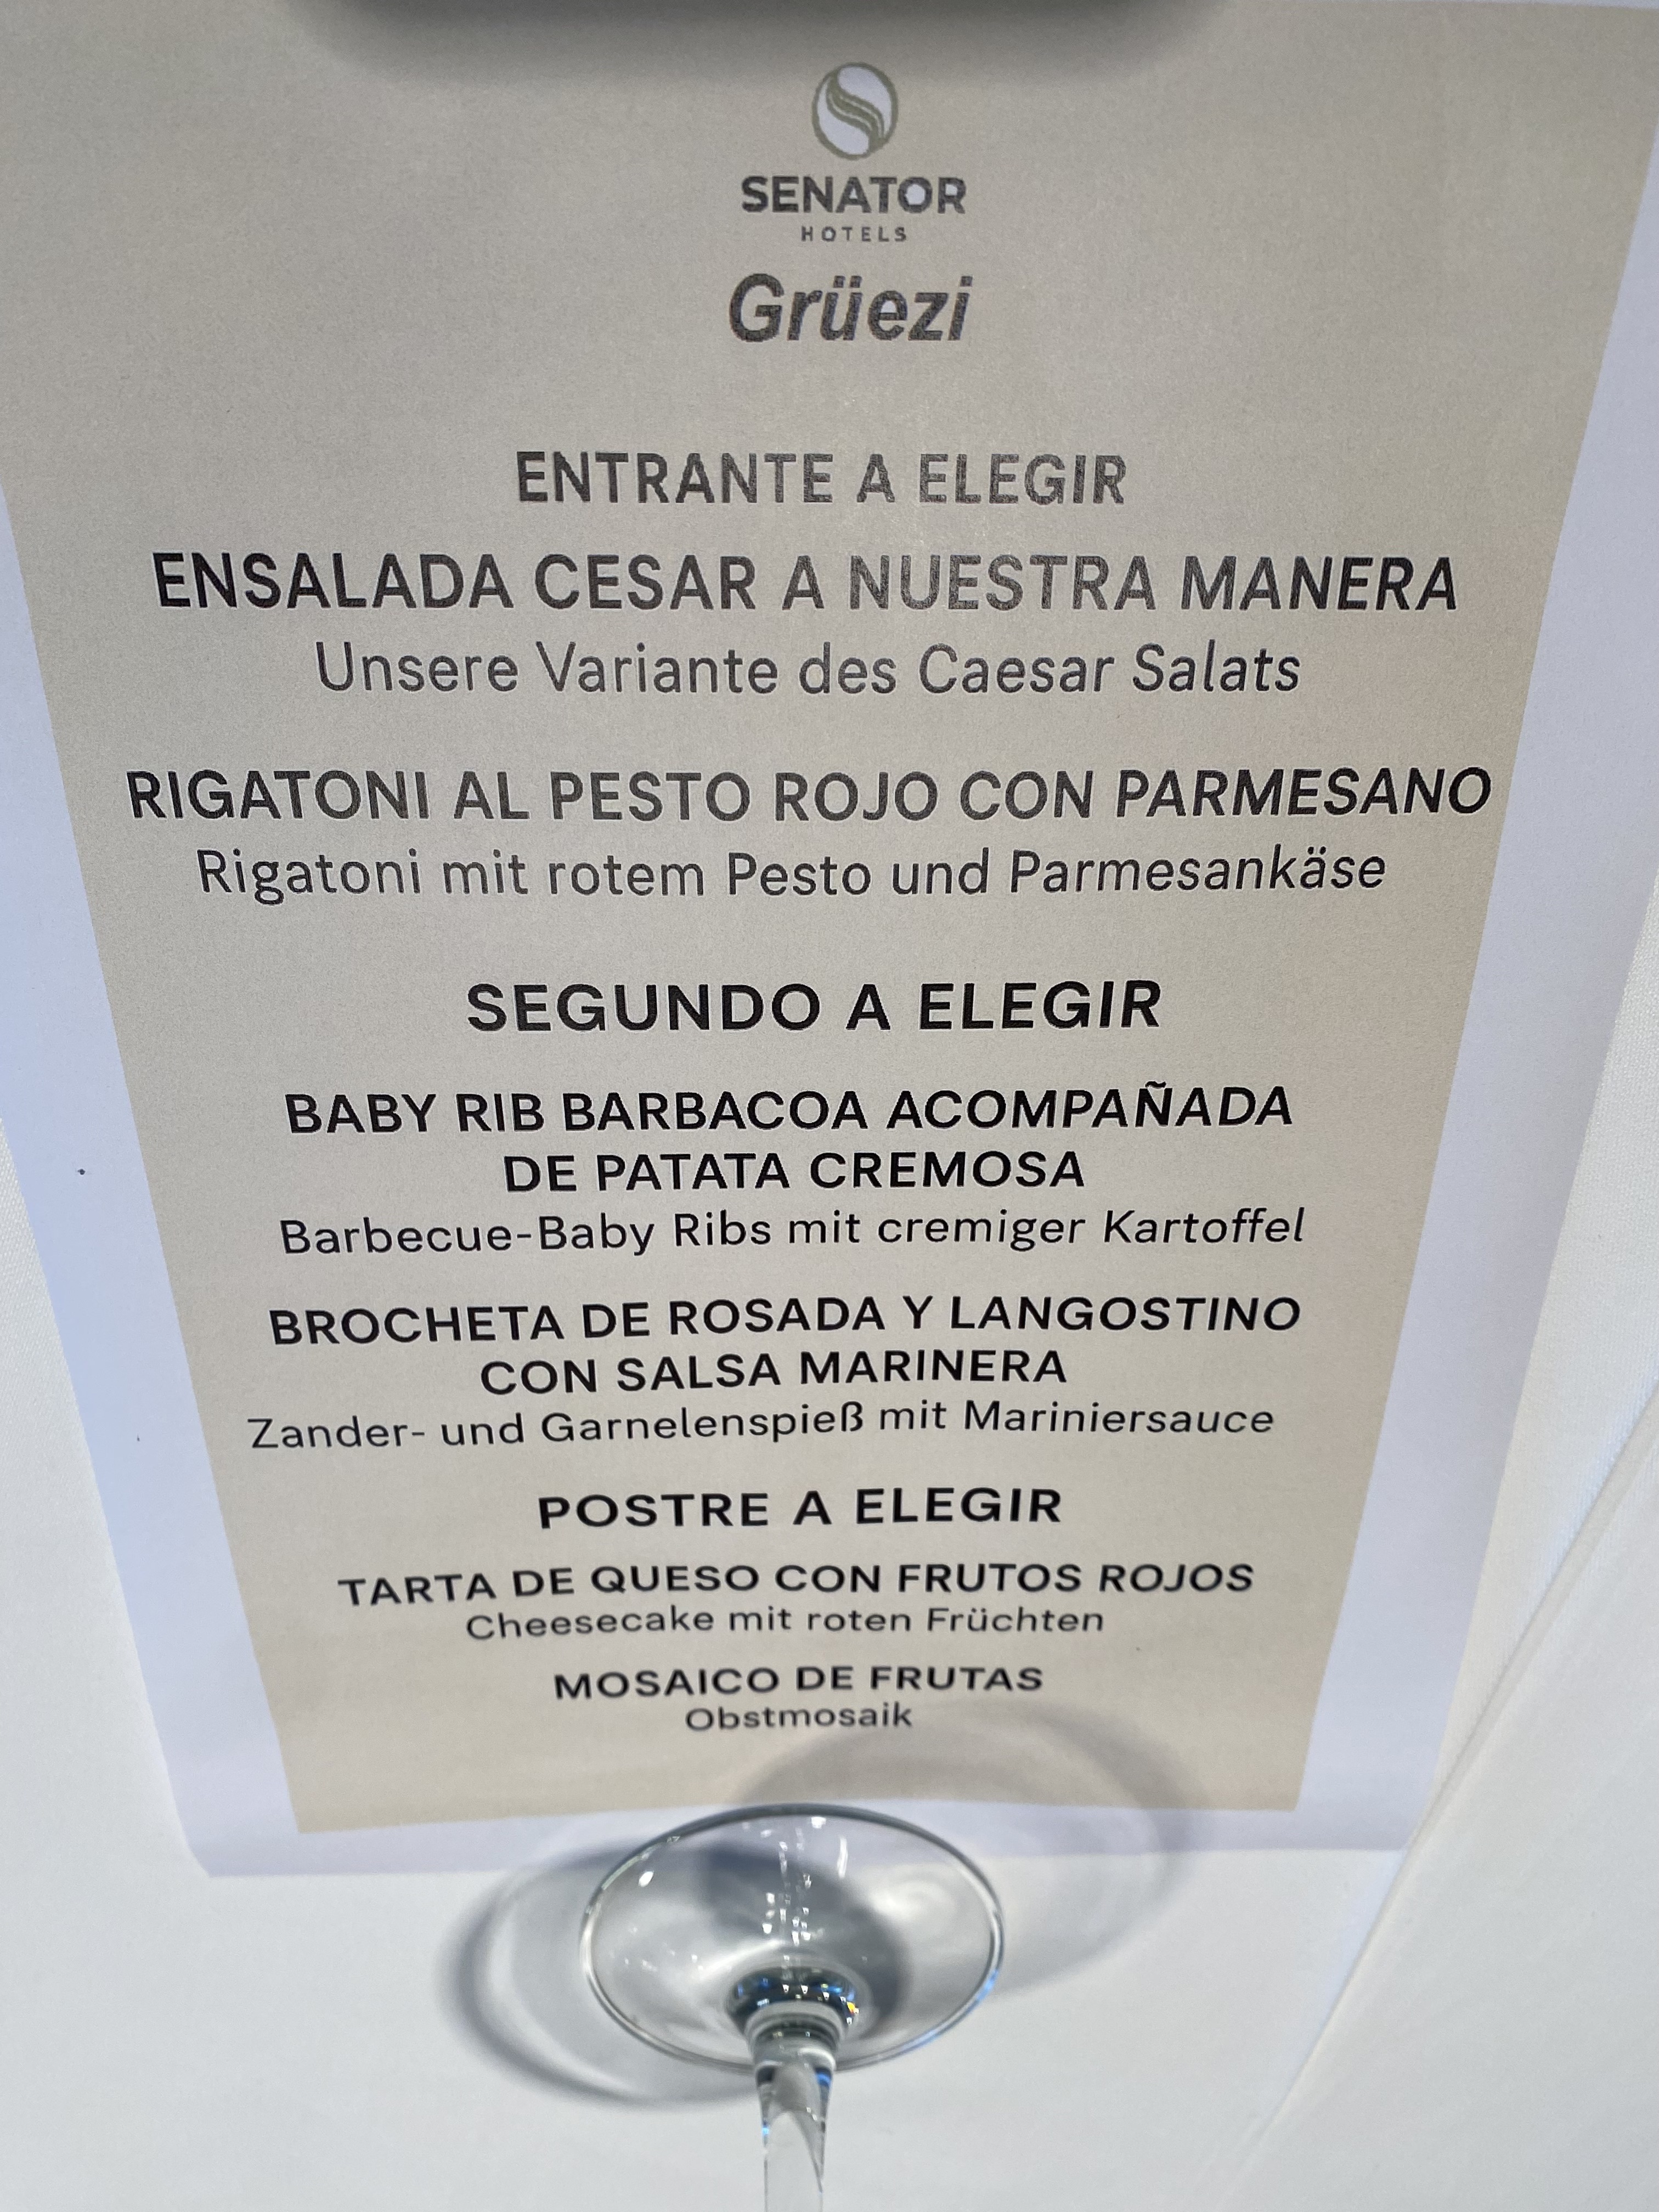 SENATOR
HOTELS
Grüezi
ENTRANTE A ELEGIR
ENSALADA CESAR A NUESTRA MANERA
Unsere Variante des Caesar Salats
RIGATONI AL PESTO ROJO CON PARMESANO
Rigatoni mit rotem Pesto und Parmesankäse
SEGUNDO A ELEGIR
BABY RIB BARBACOA ACOMPAÑADA
DE PATATA CREMOSA
Barbecue-Baby Ribs mit cremiger Kartoffel
BROCHETA DE ROSADA Y LANGOSTINO
CON SALSA MARINERA
Zander- und Garnelenspieß mit Mariniersauce
POSTRE A ELEGIR
TARTA DE QUESO CON FRUTOS ROJOS
Cheesecake mit roten Früchten
MOSAICO DE FRUTAS
Obstmosaik